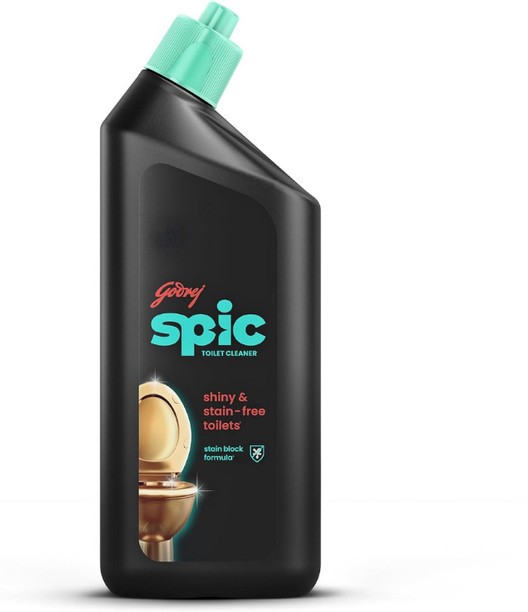 Godrej
spic
TOILET CLEANER
shiny &
stain-free
toilets*
stain block
formula*